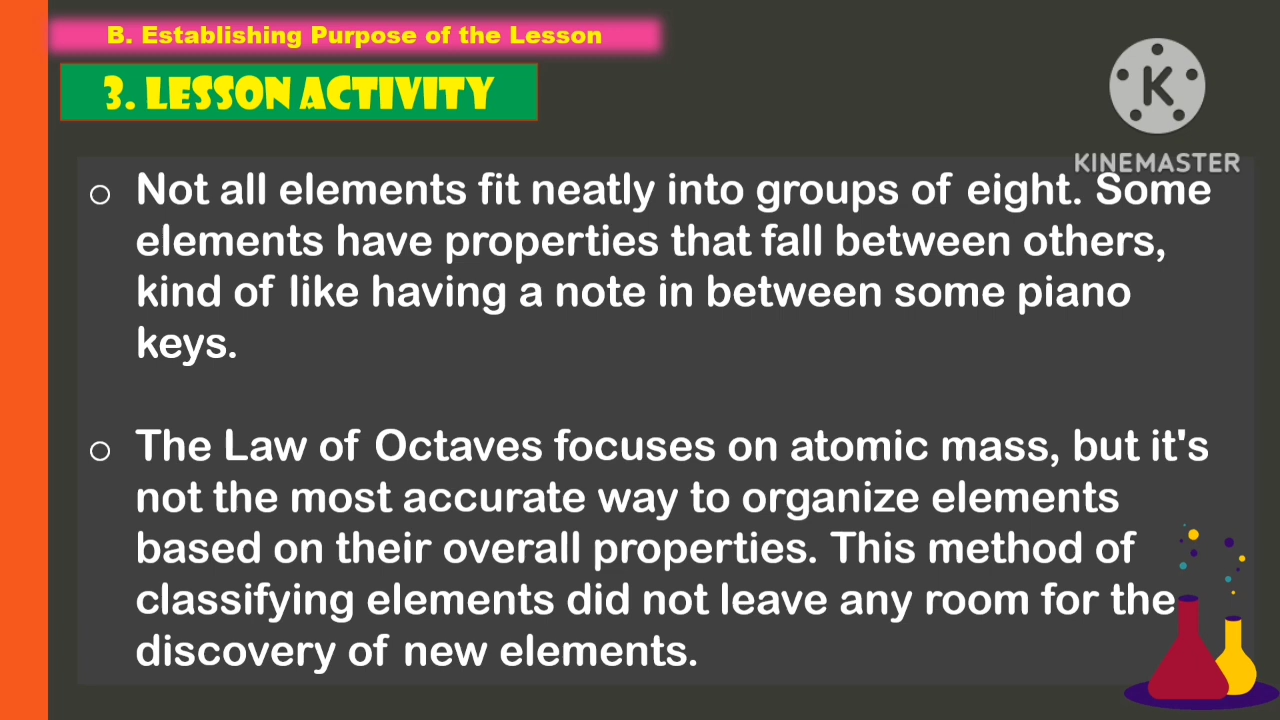 B. Establishing Purpose of the Lesson
3. LESSON ACTIVITY
K
KINEMASTER
o Not all elements fit neatly into groups of eight. Some
elements have properties that fall between others,
kind of like having a note in between some piano
keys.
o The Law of Octaves focuses on atomic mass, but it's
not the most accurate way to organize elements
based on their overall properties. This method of
classifying elements did not leave any room for the
discovery of new elements.